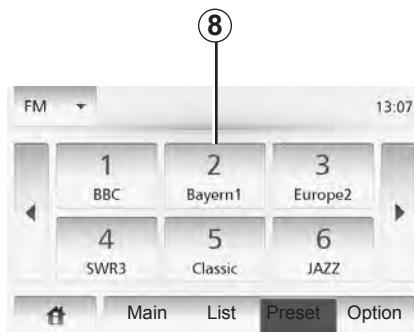 8
FM 13:07
1 2 3
BBC Bayern1 Europe2
4 5 6
SWR3 Classic JAZZ
Main List Preset Option